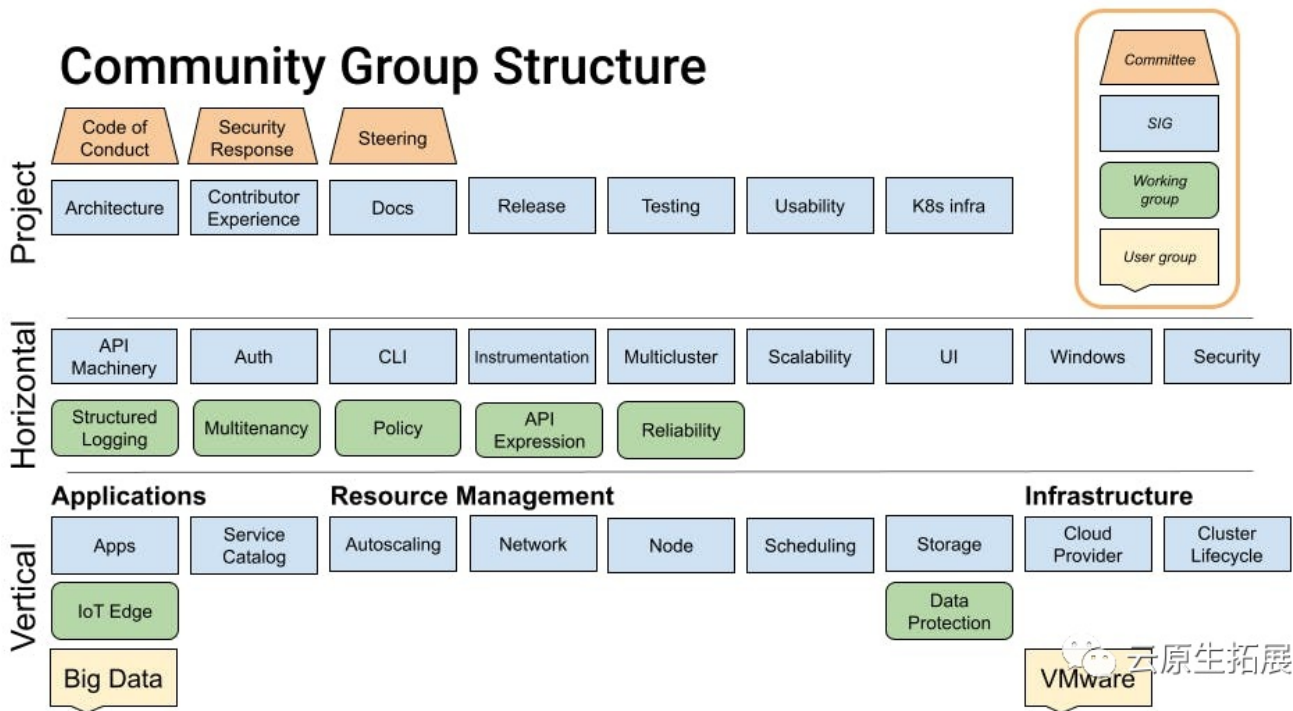 Community Group Structure
Committee
SIG
Working
group
User group
Project
Code of
Conduct
Security
Response
Steering
Architecture
Contributor
Experience
Docs
Release
Testing
Usability
K8s infra
Horizontal
API
Machinery
Auth
CLI
Instrumentation
Multicluster
Scalability
UI
Windows
Security
Structured
Logging
Multitenancy
Policy
API
Expression
Reliability
Vertical
Applications
Resource Management
Infrastructure
Apps
Service
Catalog
Autoscaling
Network
Node
Scheduling
Storage
Cloud
Provider
Cluster
Lifecycle
IoT Edge
Data
Protection
Big Data
VMware
云原生拓展